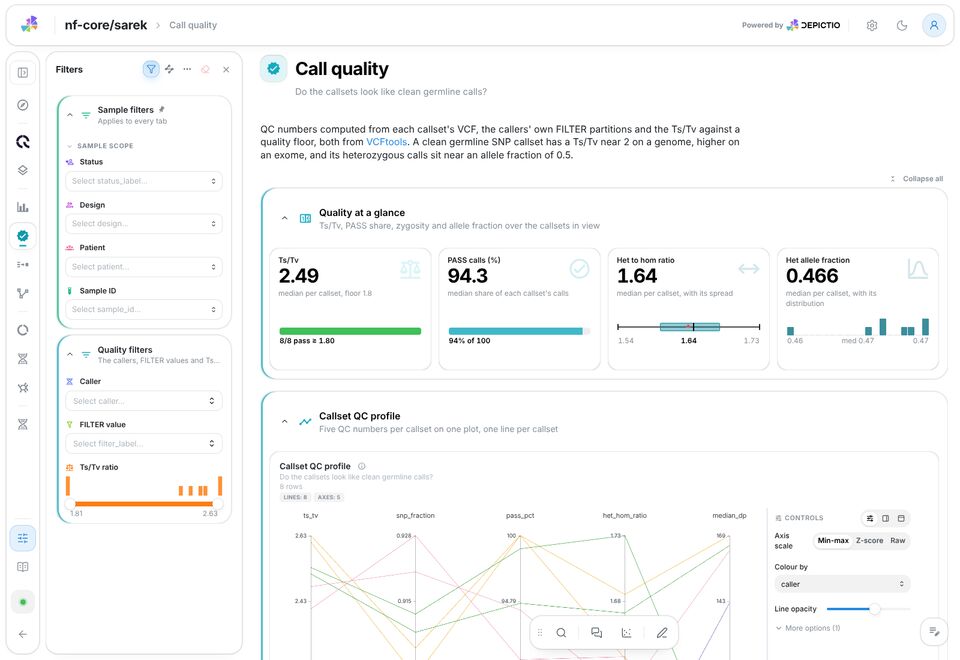 nf-core/sarek
Call quality
Powered by DEPICTIO
Filters
Sample filters
Applies to every tab
SAMPLE SCOPE
Status
Select status_label...
Design
Select design...
Patient
Select patient...
Sample ID
Select sample_id...
Quality filters
The callers, FILTER values and Ts...
Caller
Select caller...
FILTER value
Select filter_label...
Ts/Tv ratio
1.81 2.63
Call quality
Do the callsets look like clean germline calls?
QC numbers computed from each callset's VCF, the callers' own FILTER partitions and the Ts/Tv against a
quality floor, both from VCFtools. A clean germline SNP callset has a Ts/Tv near 2 on a genome, higher on
an exome, and its heterozygous calls sit near an allele fraction of 0.5.
Collapse all
Quality at a glance
Ts/Tv, PASS share, zygosity and allele fraction over the callsets in view
Ts/Tv
2.49
median per callset, floor 1.8
8/8 pass ≥ 1.80
PASS calls (%)
94.3
median share of each callset's calls
94% of 100
Het to hom ratio
1.64
median per callset, with its spread
1.54 1.64 1.73
Het allele fraction
0.466
median per callset, with its
distribution
0.46 med 0.47 0.47
Callset QC profile
Five QC numbers per callset on one plot, one line per callset
Callset QC profile
Do the callsets look like clean germline calls?
8 rows
LINES: 8 AXES: 5
ts_tv snp_fraction pass_pct het_hom_ratio median_dp
2.63 0.928 100 1.73 169
2.43 0.915 94.79 1.68 143
CONTROLS
Axis
scale
Min-max Z-score Raw
Colour by
caller
Line opacity
More options (1)